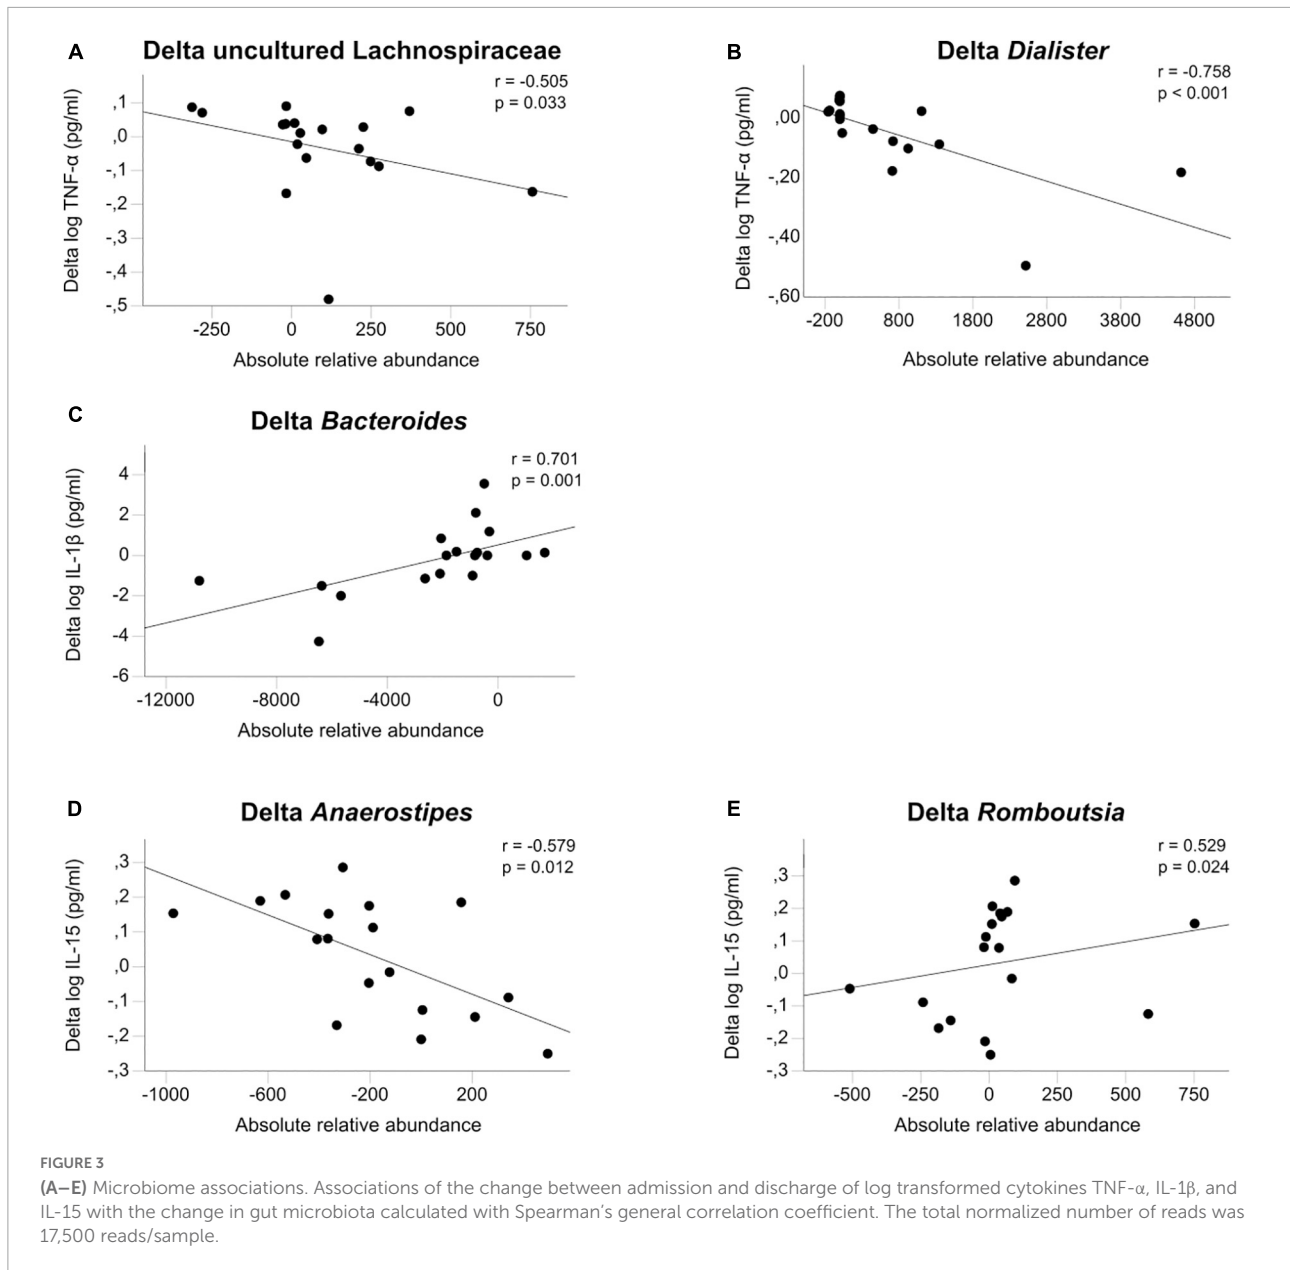 A
Delta uncultured Lachnospiraceae
r = -0.505
p = 0.033
Delta log TNF-α (pg/ml)
,1
,0
-,1
-,2
-,3
-,4
-,5
-250 0 250 500 750
Absolute relative abundance
B
Delta Dialister
r = -0.758
p < 0.001
Delta log TNF-α (pg/ml)
,00
-,20
-,40
-,60
-200 800 1800 2800 3800 4800
Absolute relative abundance
C
Delta Bacteroides
r = 0.701
p = 0.001
Delta log IL-1β (pg/ml)
4
2
0
-2
-4
-6
-12000 -8000 -4000 0
Absolute relative abundance
D
Delta Anaerostipes
r = -0.579
p = 0.012
Delta log IL-15 (pg/ml)
,3
,2
,1
,0
-,1
-,2
-,3
-1000 -600 -200 200
Absolute relative abundance
E
Delta Romboutsia
r = 0.529
p = 0.024
Delta log IL-15 (pg/ml)
,3
,2
,1
,0
-,1
-,2
-,3
-500 -250 0 250 500 750
Absolute relative abundance
FIGURE 3
(A–E) Microbiome associations. Associations of the change between admission and discharge of log transformed cytokines TNF-α, IL-1β, and
IL-15 with the change in gut microbiota calculated with Spearman's general correlation coefficient. The total normalized number of reads was
17,500 reads/sample.